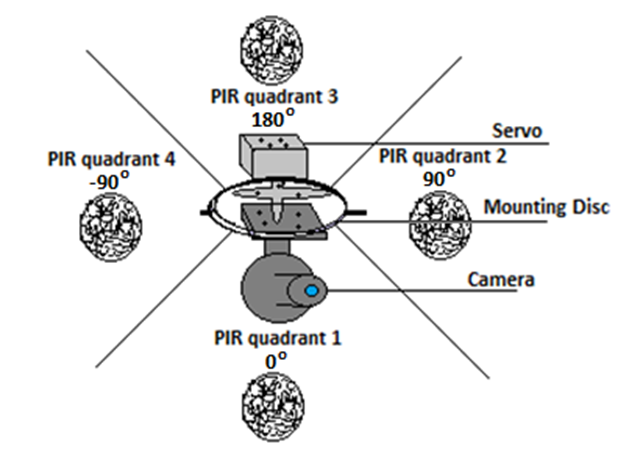 PIR quadrant 3
180°
Servo
PIR quadrant 4
-90°
PIR quadrant 2
90°
Mounting Disc
Camera
PIR quadrant 1
0°